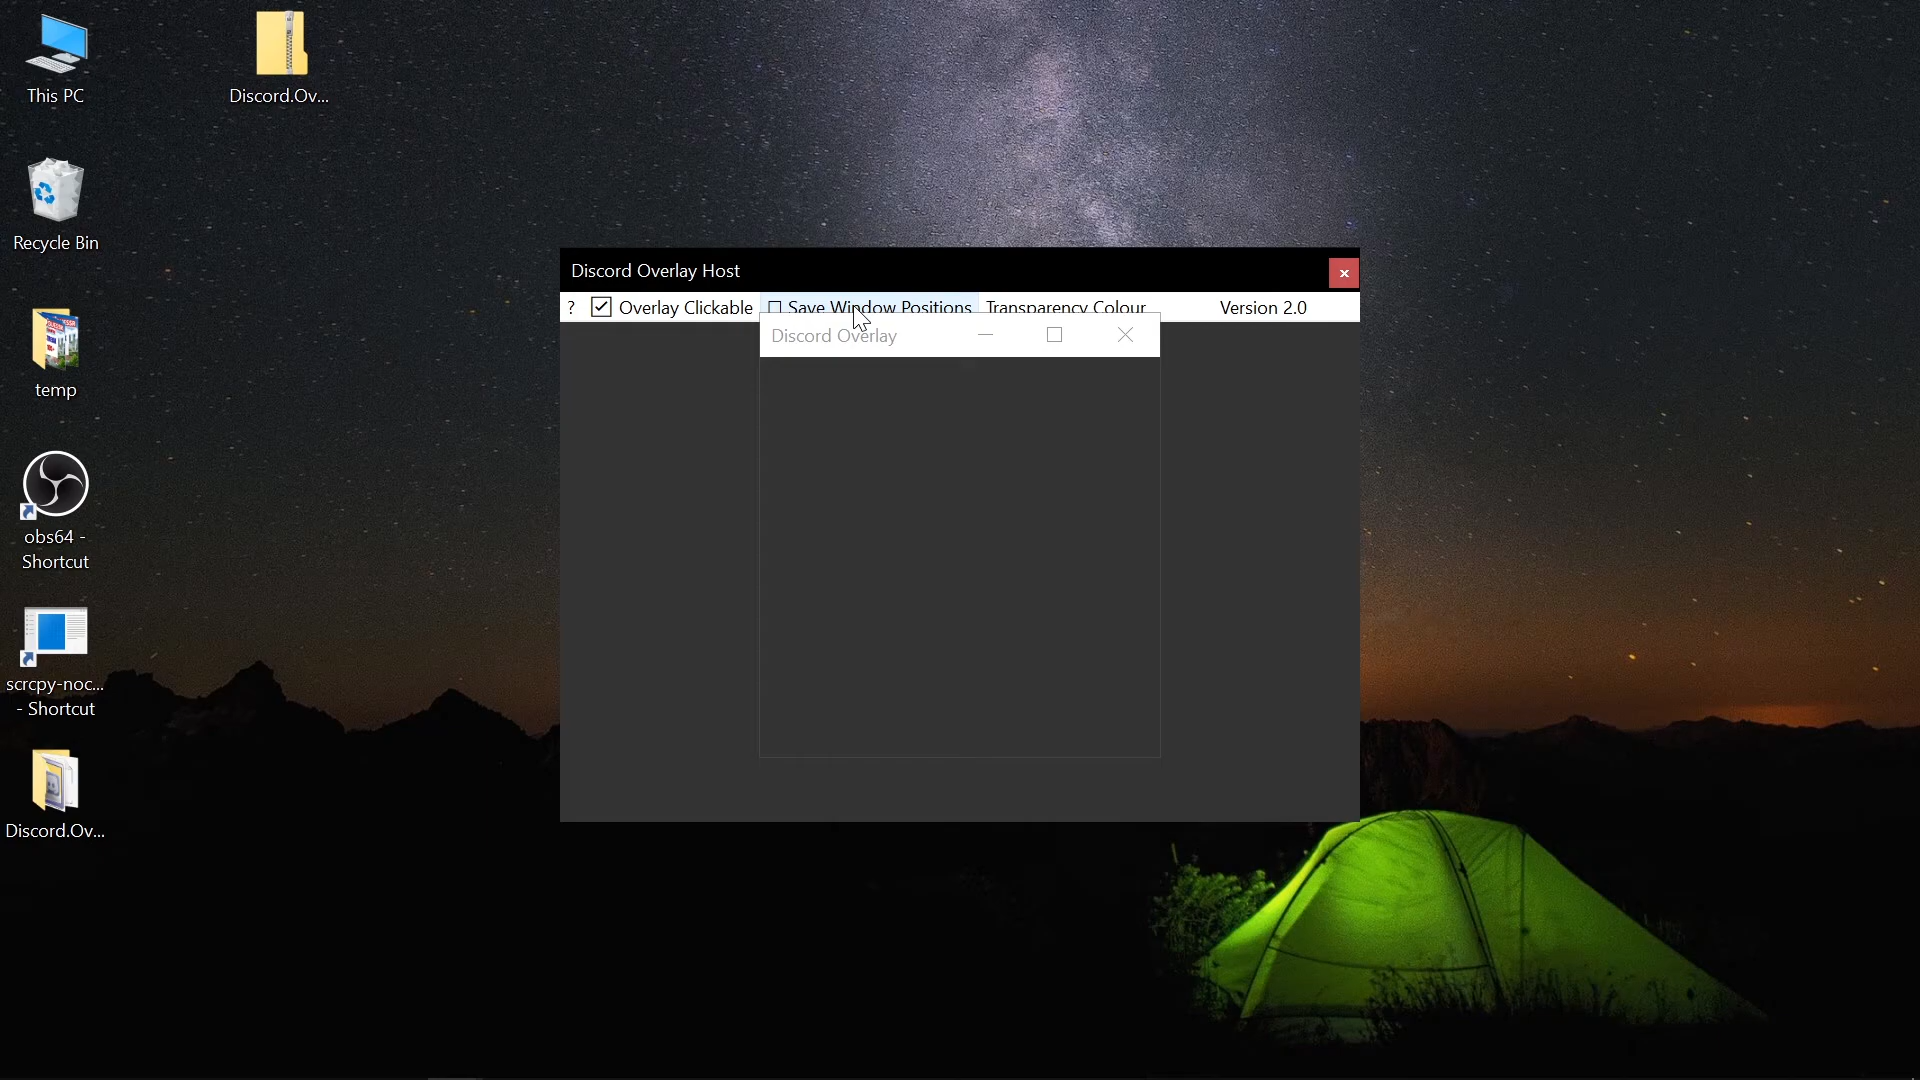 This PC
Discord.Ov...
Recycle Bin
temp
obs64 -
Shortcut
scrcpy-noc...
- Shortcut
Discord.Ov...
Discord Overlay Host
? Overlay Clickable Save Window Positions Transparency Colour Version 2.0
Discord Overlay